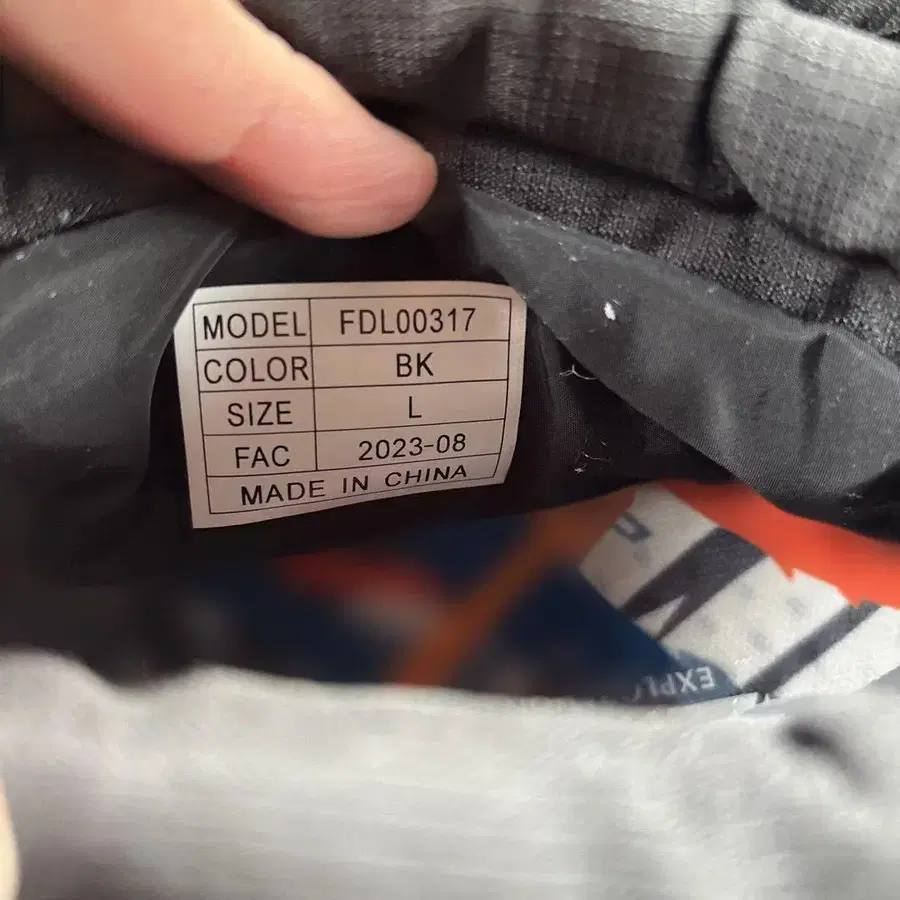 MODEL FDL00317
COLOR BK
SIZE L
FAC 2023-08
MADE IN CHINA